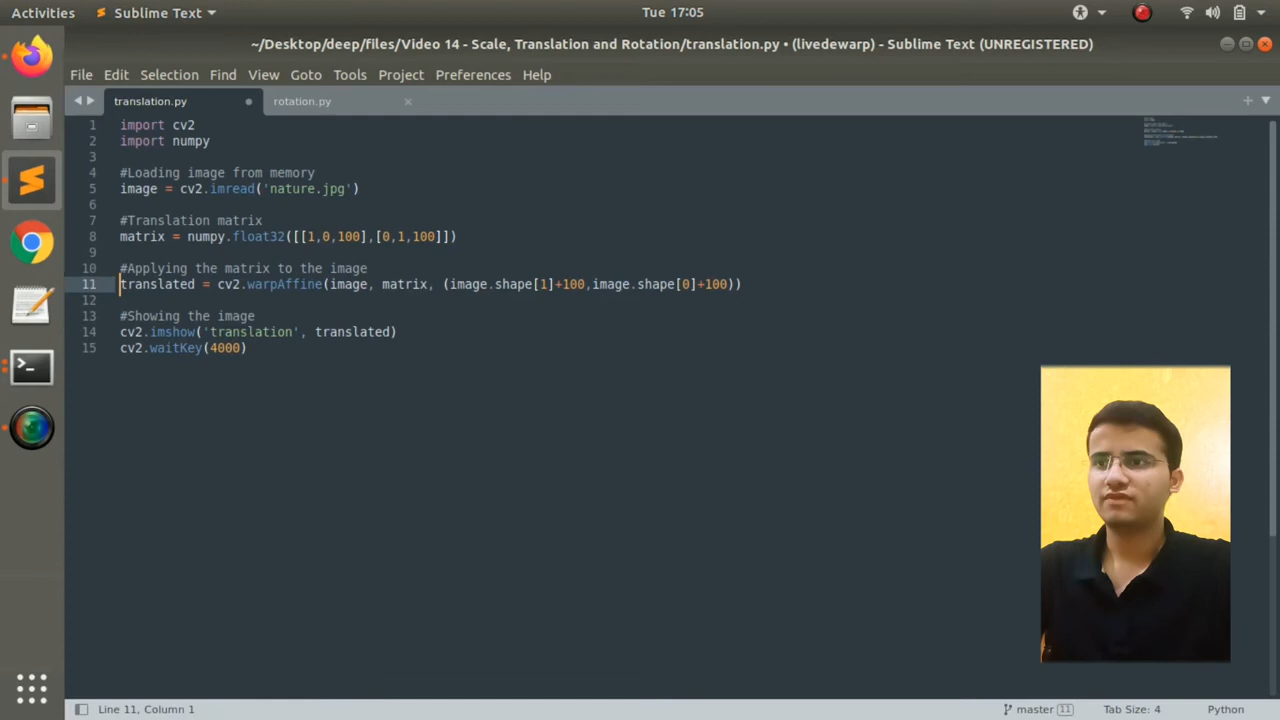 Activities Sublime Text Tue 17:05
~/Desktop/deep/files/Video 14 - Scale, Translation and Rotation/translation.py • (livedewarp) - Sublime Text (UNREGISTERED)
File Edit Selection Find View Goto Tools Project Preferences Help
translation.py rotation.py
1 import cv2
2 import numpy
3
4 #Loading image from memory
5 image = cv2.imread('nature.jpg')
6
7 #Translation matrix
8 matrix = numpy.float32([[1,0,100],[0,1,100]])
9
10 #Applying the matrix to the image
11 translated = cv2.warpAffine(image, matrix, (image.shape[1]+100,image.shape[0]+100))
12
13 #Showing the image
14 cv2.imshow('translation', translated)
15 cv2.waitKey(4000)
Line 11, Column 1 master 11 Tab Size: 4 Python